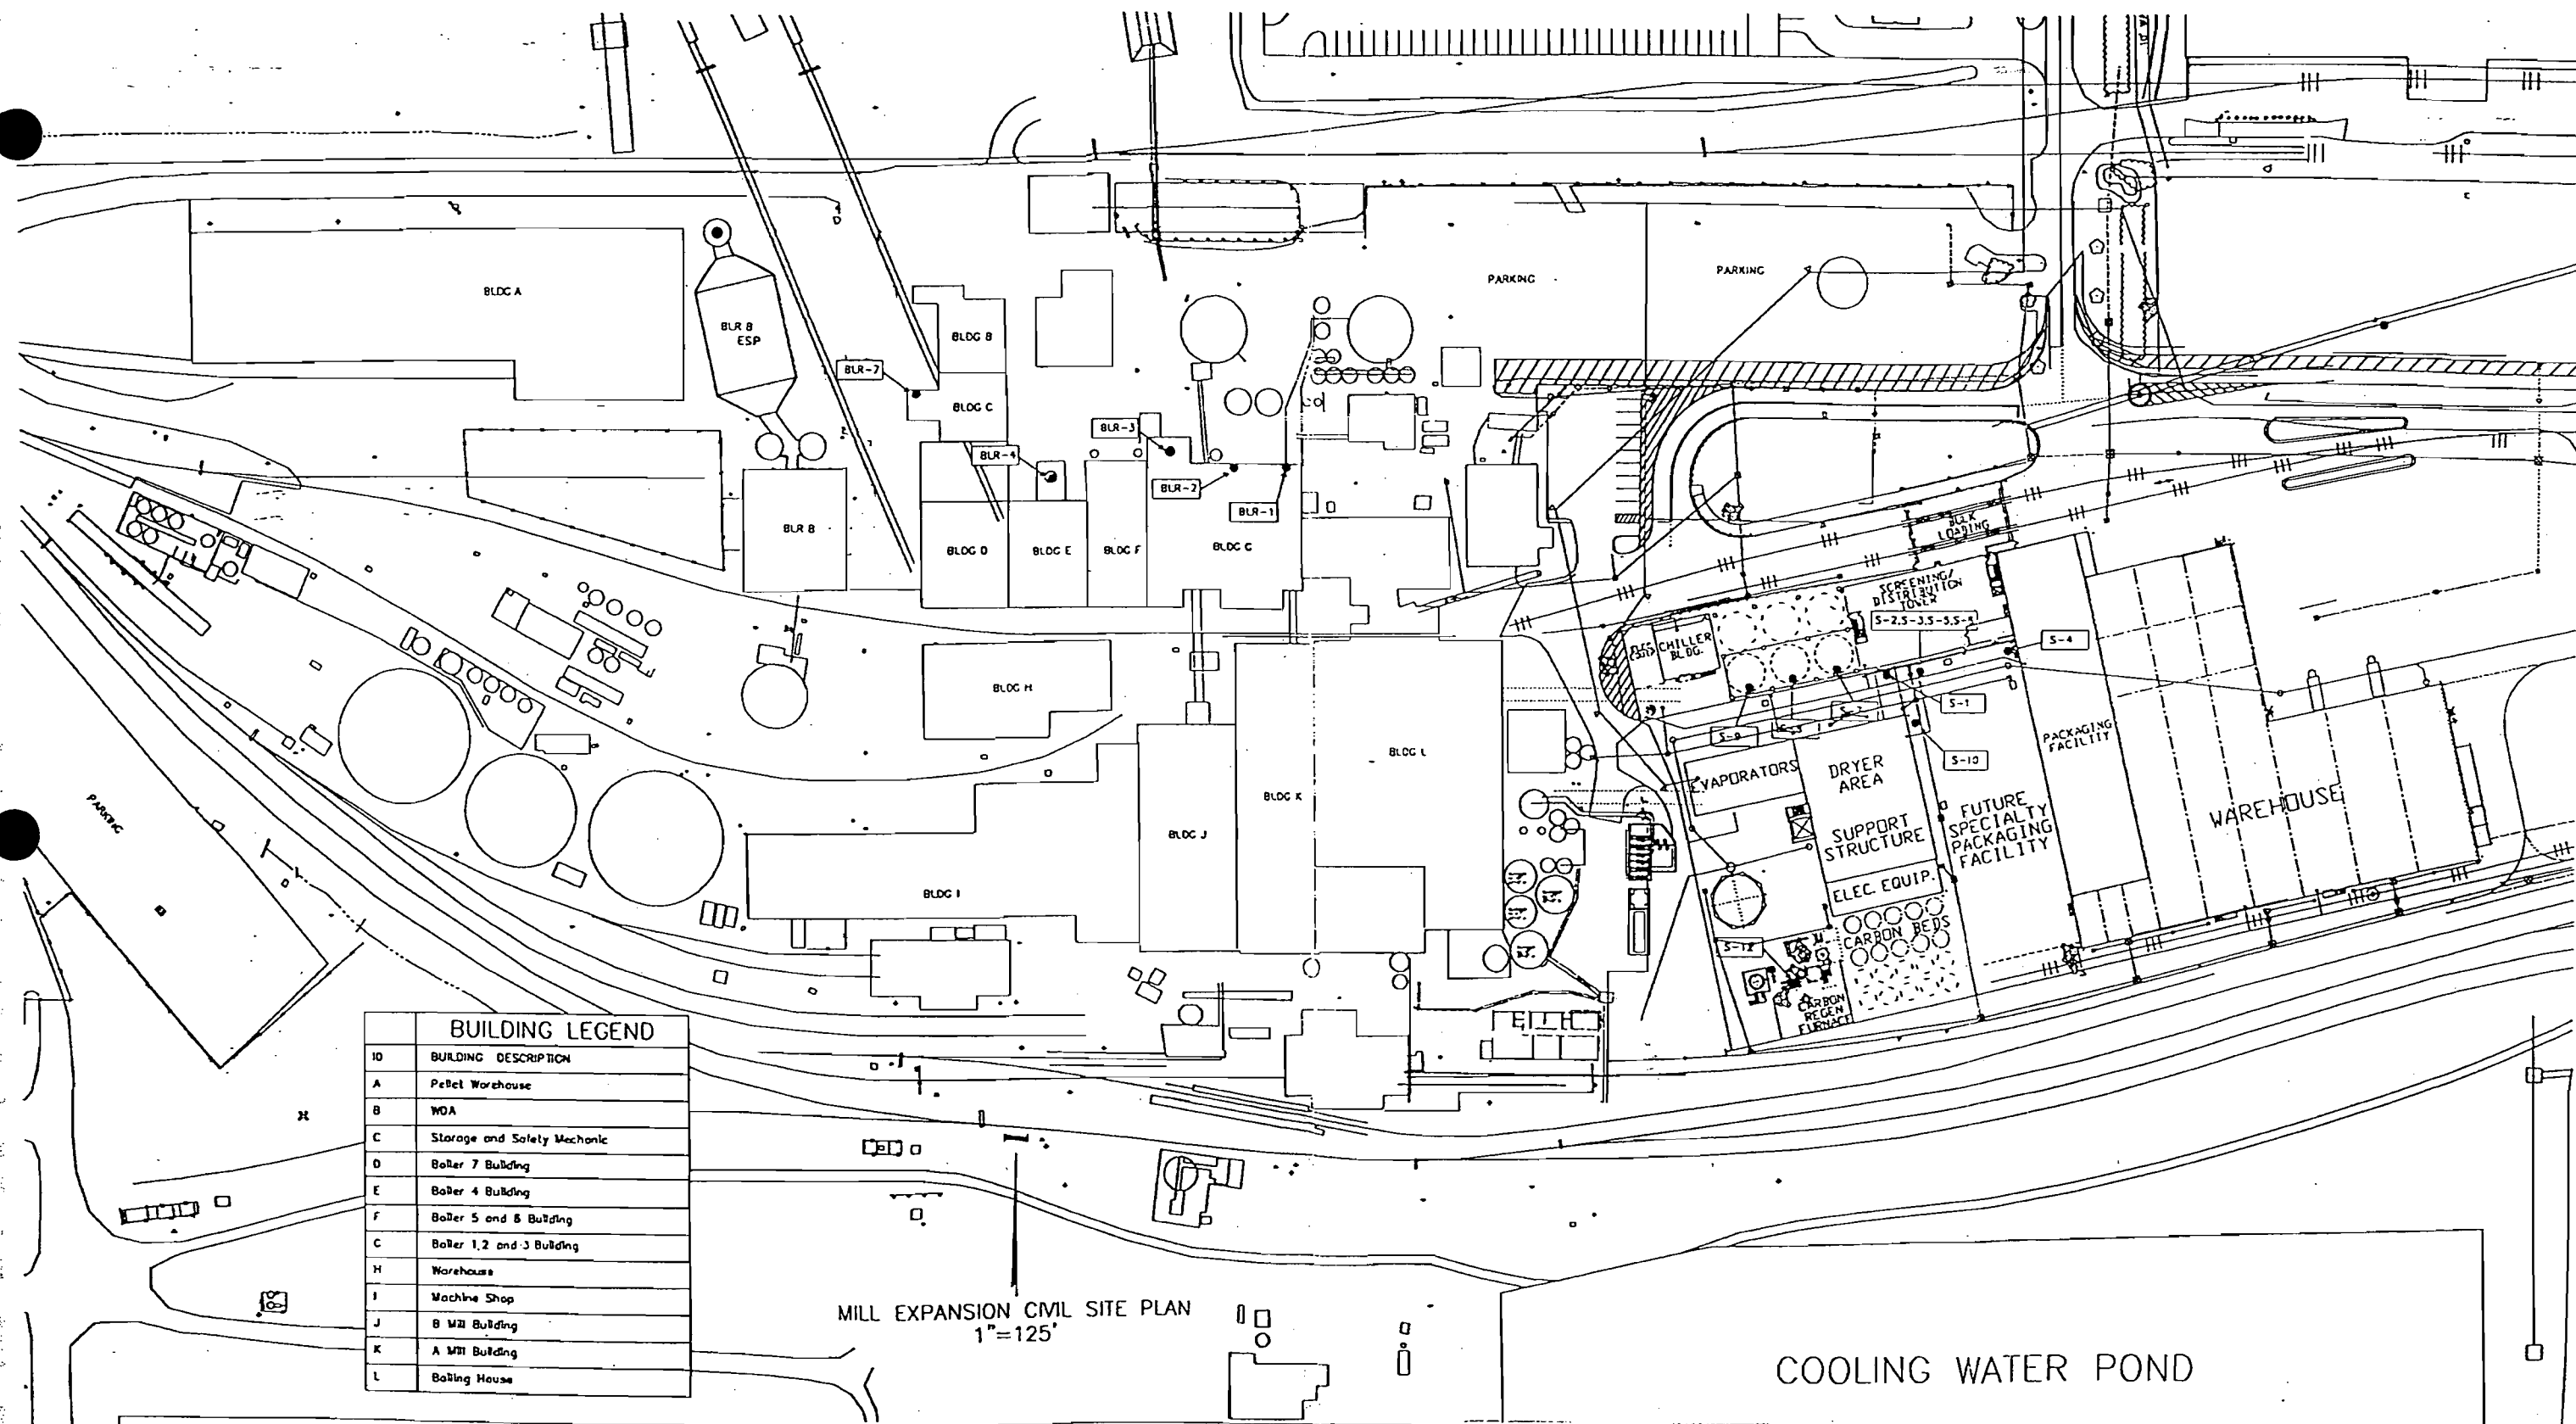 PARKING
PARKING
BLDG A
BLR 8
ESP
BLDG B
BLR-7
BLDG C
BLR-3
BLR-4
BLR-2
BLR-1
BLR 8
BLDG D
BLDG E
BLDG F
BLDG G
BULK
LOADING
SCREENING/
DISTRIBUTION
TOWER
S-4
CHILLER
BLDG.
S-1
S-9
S-10
BLDG H
BLDG L
PACKAGING
FACILITY
EVAPORATORS
DRYER
AREA
BLDG K
PARKING
WAREHOUSE
FUTURE
SPECIALTY
PACKAGING
FACILITY
BLDG J
SUPPORT
STRUCTURE
BLDG I
ELEC. EQUIP.
CARBON BEDS
S-12
CARBON
REGEN
FURNACE
BUILDING LEGEND
ID BUILDING DESCRIPTION
A Pellet Warehouse
B WDA
C Storage and Safety Mechanic
D Boiler 7 Building
E Boiler 4 Building
F Boiler 5 and 6 Building
G Boiler 1,2 and 3 Building
H Warehouse
I Machine Shop
J B Mill Building
K A Mill Building
L Boiling House
MILL EXPANSION CIVIL SITE PLAN
1"=125'
COOLING WATER POND